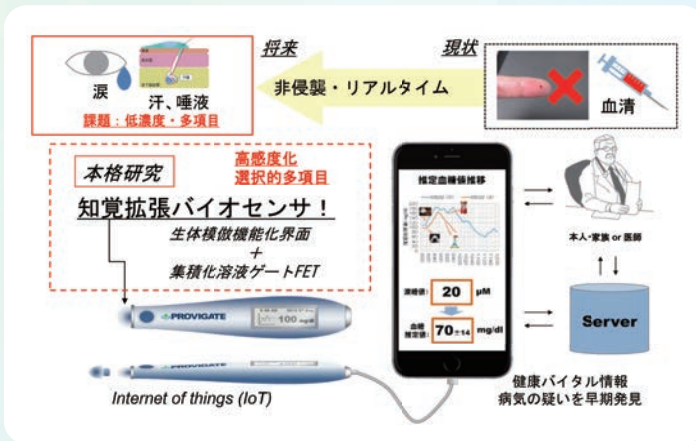 将来
現状
涙
汗、唾液
課題：低濃度・多項目
非侵襲・リアルタイム
血清
本格研究
高感度化
選択的多項目
知覚拡張バイオセンサ！
生体模倣機能化界面
＋
集積化溶液ゲートFET
PROVIGATE
100 mg/dl
Internet of things (IoT)
推定血糖値推移
涙糖値:
20
μM
血糖
推定値:
70±14
mg/dl
本人・家族 or 医師
Server
健康バイタル情報
病気の疑いを早期発見